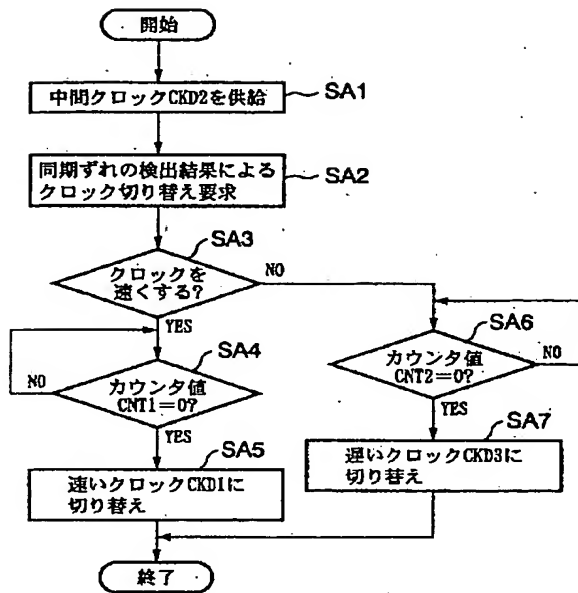 開始
中間クロックCKD2を供給
SA1
同期ずれの検出結果による
クロック切り替え要求
SA2
SA3
クロックを
速くする?
NO
YES
SA4
カウンタ値
CNT1=0?
NO
YES
SA6
カウンタ値
CNT2=0?
NO
YES
SA5
速いクロックCKD1に
切り替え
SA7
遅いクロックCKD3に
切り替え
終了